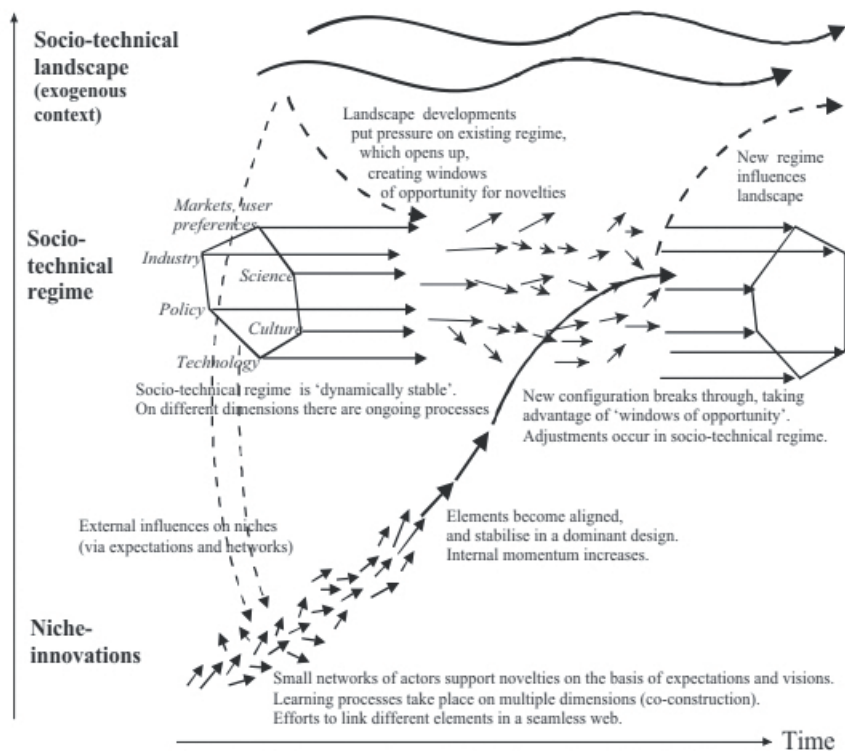 Socio-technical
landscape
(exogenous
context)
Landscape developments
put pressure on existing regime,
which opens up,
creating windows
of opportunity for novelties
New regime
influences
landscape
Socio-
technical
regime
Markets, user
preferences
Industry
Science
Policy
Culture
Technology
Socio-technical regime is ‘dynamically stable’.
On different dimensions there are ongoing processes
New configuration breaks through, taking
advantage of ‘windows of opportunity’.
Adjustments occur in socio-technical regime.
External influences on niches
(via expectations and networks)
Elements become aligned,
and stabilise in a dominant design.
Internal momentum increases.
Niche-
innovations
Small networks of actors support novelties on the basis of expectations and visions.
Learning processes take place on multiple dimensions (co-construction).
Efforts to link different elements in a seamless web.
Time